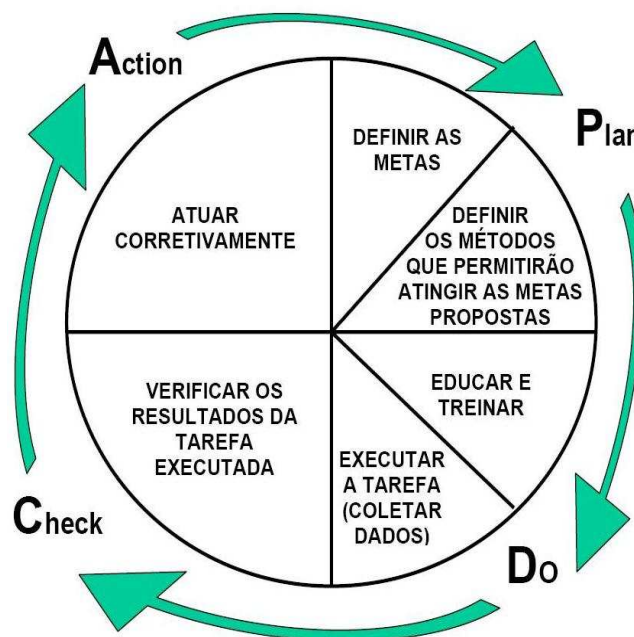 Action
Plan
DEFINIR AS
METAS
DEFINIR
OS MÉTODOS
QUE PERMITIRÃO
ATINGIR AS METAS
PROPOSTAS
ATUAR
CORRETIVAMENTE
EDUCAR E
TREINAR
VERIFICAR OS
RESULTADOS DA
TAREFA
EXECUTADA
EXECUTAR
A TAREFA
(COLETAR
DADOS)
Check
Do